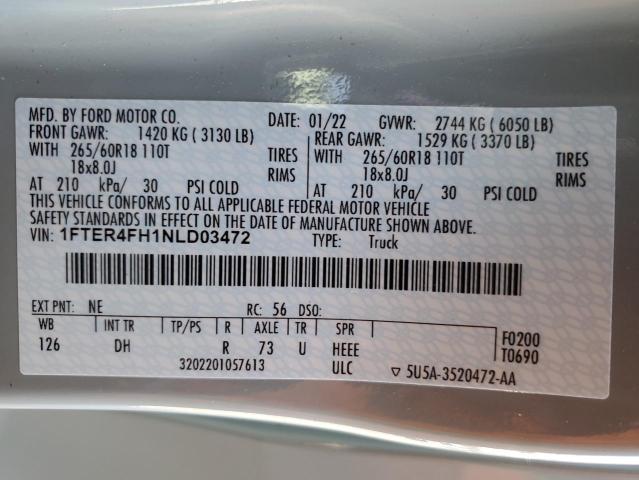 MFD. BY FORD MOTOR CO. DATE: 01/22 GVWR: 2744 KG ( 6050 LB)
FRONT GAWR: 1420 KG ( 3130 LB) REAR GAWR: 1529 KG ( 3370 LB)
WITH 265/60R18 110T TIRES WITH 265/60R18 110T TIRES
18x8.0J RIMS 18x8.0J RIMS
AT 210 kPa/ 30 PSI COLD AT 210 kPa/ 30 PSI COLD
THIS VEHICLE CONFORMS TO ALL APPLICABLE FEDERAL MOTOR VEHICLE
SAFETY STANDARDS IN EFFECT ON THE DATE OF MANUFACTURE SHOWN ABOVE.
VIN: 1FTER4FH1NLD03472 TYPE: Truck
EXT PNT: NE RC: 56 DSO:
WB INT TR TP/PS R AXLE TR SPR F0200
126 DH R 73 U HEEE T0690
3202201057613 ULC ▽ 5U5A-3520472-AA